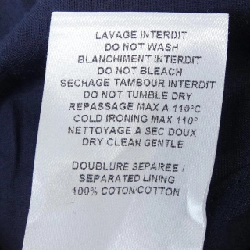 LAVAGE INTERDIT
DO NOT WASH
BLANCHIMENT INTERDIT
DO NOT BLEACH
SECHAGE TAMBOUR INTERDIT
DO NOT TUMBLE DRY
REPASSAGE MAX A 110°C
COLD IRONING MAX 110°
NETTOYAGE A SEC DOUX
DRY CLEAN GENTLE
DOUBLURE SEPAREE /
SEPARATED LINING
100% COTON/COTTON